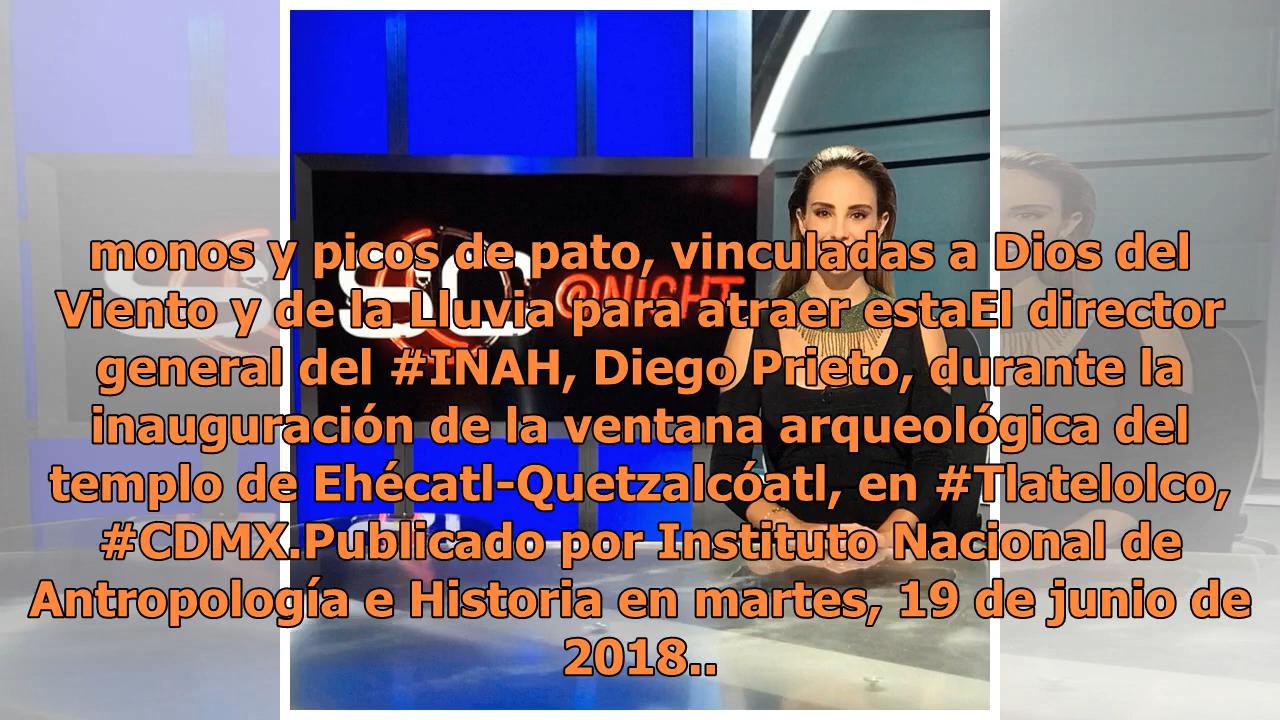 monos y picos de pato, vinculadas a Dios del
Viento y de la Lluvia para atraer estaEl director
general del #INAH, Diego Prieto, durante la
inauguración de la ventana arqueológica del
templo de Ehécatl-Quetzalcóatl, en #Tlatelolco,
#CDMX.Publicado por Instituto Nacional de
Antropología e Historia en martes, 19 de junio de
2018..
@NIGHT